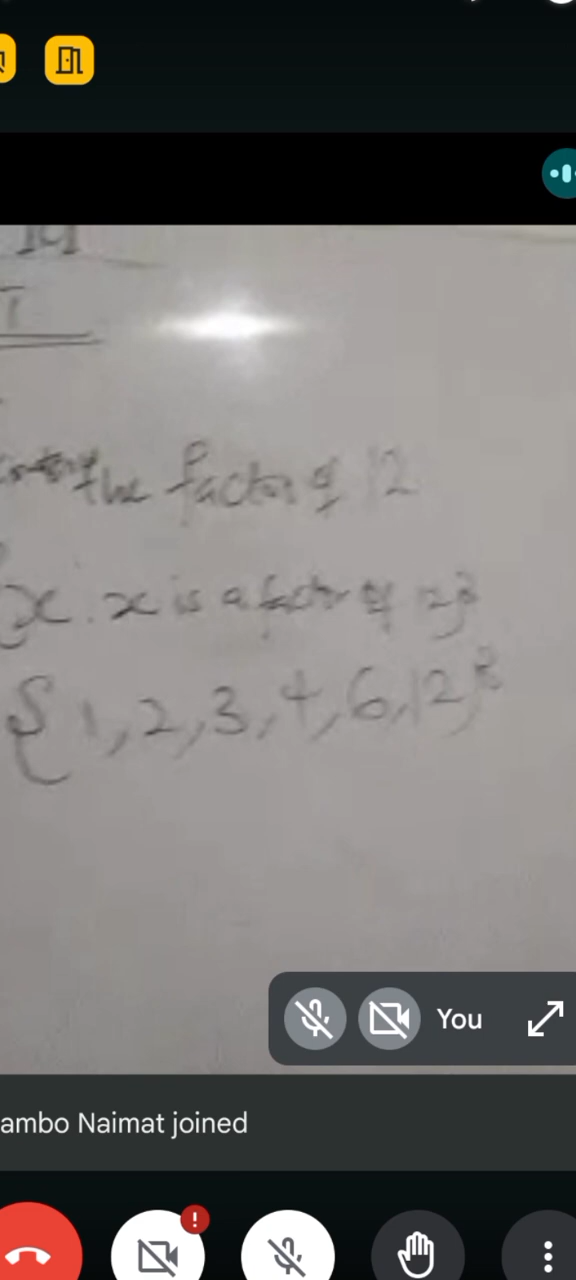 the factor of 12
x : x is a factor of 12}
{1, 2, 3, 4, 6, 12}
You
ambo Naimat joined
!